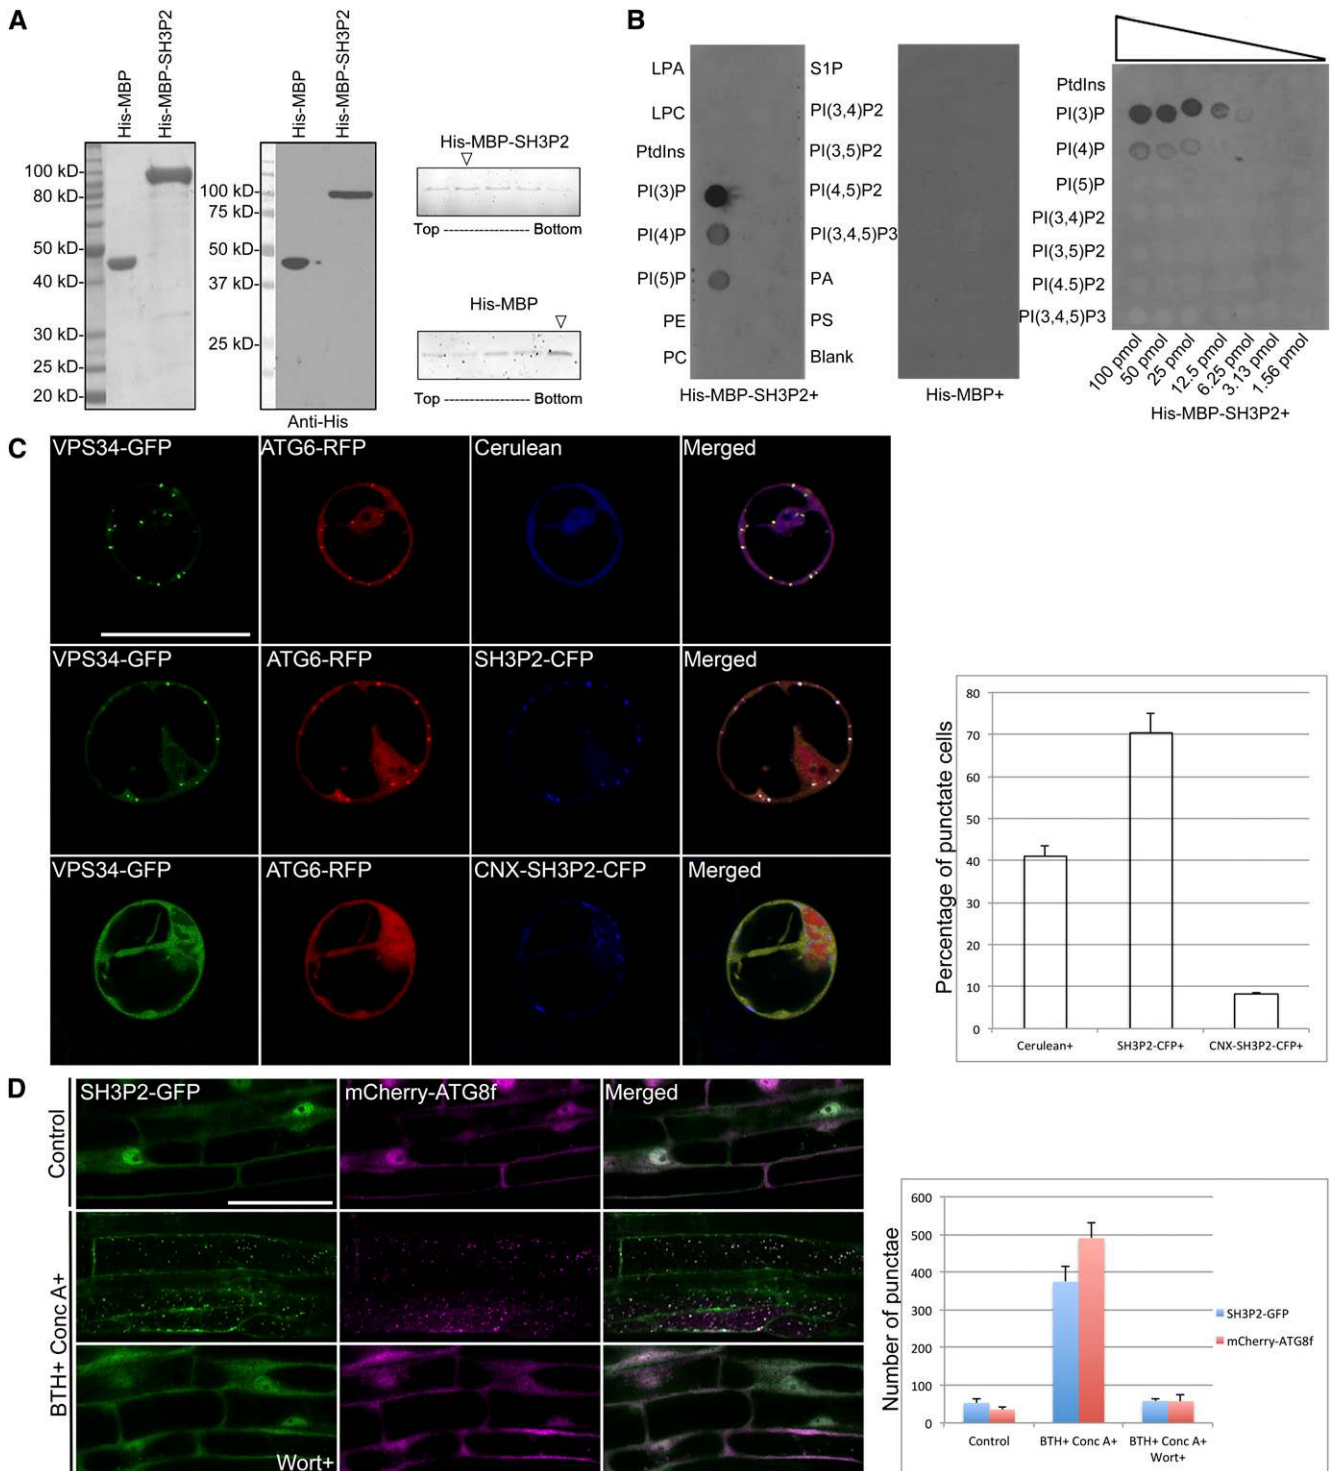 A
His-MBP
His-MBP-SH3P2
100 kD-
80 kD-
50 kD-
40 kD-
30 kD-
25 kD-
20 kD-
His-MBP
His-MBP-SH3P2
100 kD-
75 kD-
50 kD-
37 kD-
25 kD-
Anti-His
His-MBP-SH3P2
Top ----------------- Bottom
His-MBP
Top ----------------- Bottom
B
LPA
LPC
PtdIns
PI(3)P
PI(4)P
PI(5)P
PE
PC
S1P
PI(3,4)P2
PI(3,5)P2
PI(4,5)P2
PI(3,4,5)P3
PA
PS
Blank
His-MBP-SH3P2+
His-MBP+
PtdIns
PI(3)P
PI(4)P
PI(5)P
PI(3,4)P2
PI(3,5)P2
PI(4.5)P2
PI(3,4,5)P3
100 pmol
50 pmol
25 pmol
12.5 pmol
6.25 pmol
3.13 pmol
1.56 pmol
His-MBP-SH3P2+
C
VPS34-GFP
ATG6-RFP
Cerulean
Merged
VPS34-GFP
ATG6-RFP
SH3P2-CFP
Merged
VPS34-GFP
ATG6-RFP
CNX-SH3P2-CFP
Merged
Percentage of punctate cells
80
70
60
50
40
30
20
10
0
Cerulean+
SH3P2-CFP+
CNX-SH3P2-CFP+
D
Control
BTH+ Conc A+
SH3P2-GFP
mCherry-ATG8f
Merged
Wort+
Number of punctae
600
500
400
300
200
100
0
Control
BTH+ Conc A+
BTH+ Conc A+
Wort+
SH3P2-GFP
mCherry-ATG8f